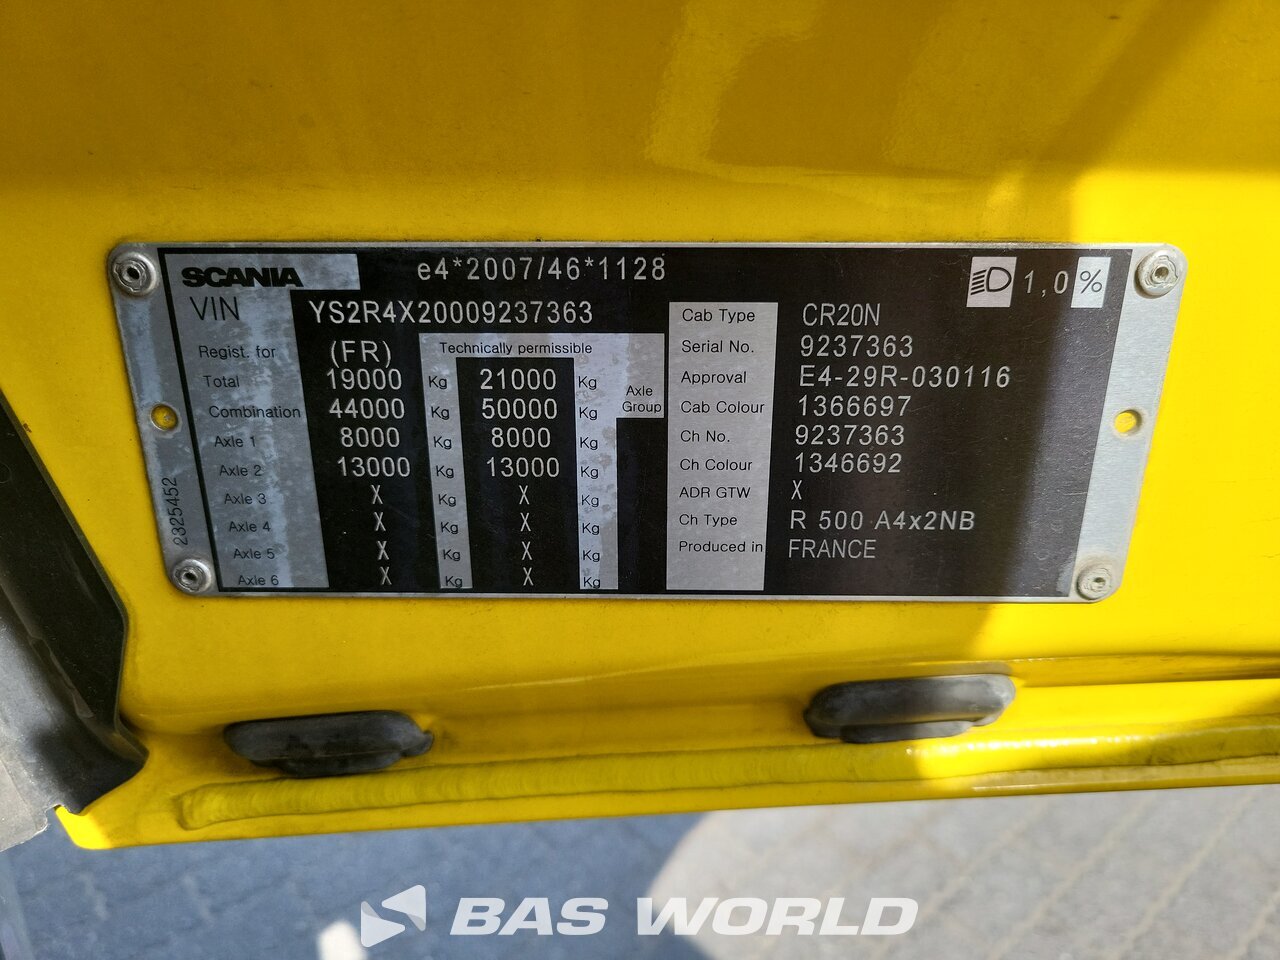 SCANIA e4*2007/46*1128 1,0 %
VIN YS2R4X20009237363
Regist. for (FR) Technically permissible
Total 19000 Kg 21000 Kg Axle Group
Combination 44000 Kg 50000 Kg
Axle 1 8000 Kg 8000 Kg
Axle 2 13000 Kg 13000 Kg
Axle 3 X Kg X Kg
Axle 4 X Kg X Kg
Axle 5 X Kg X Kg
Axle 6 X Kg X Kg
2325452
Cab Type CR20N
Serial No. 9237363
Approval E4-29R-030116
Cab Colour 1366697
Ch No. 9237363
Ch Colour 1346692
ADR GTW X
Ch Type R 500 A4x2NB
Produced in FRANCE
BAS WORLD